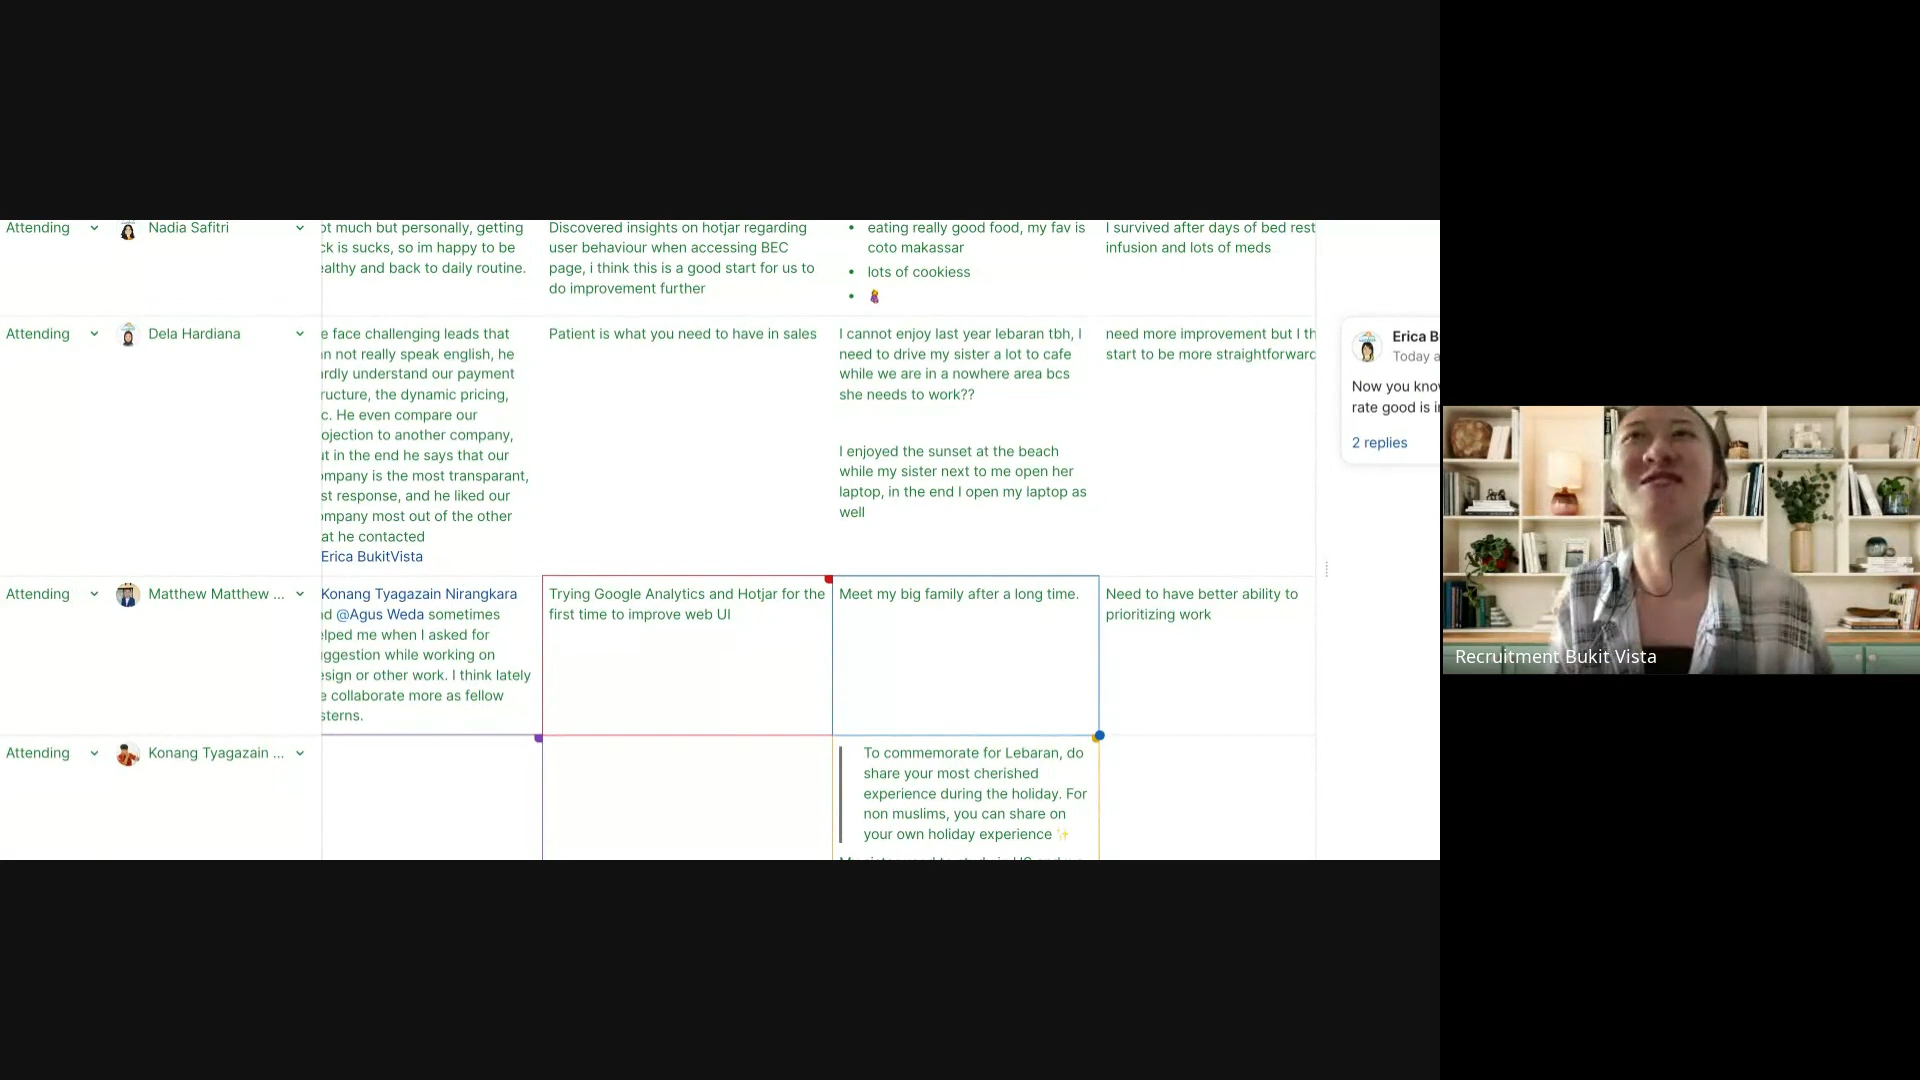 Attending
Nadia Safitri
ot much but personally, getting
ck is sucks, so im happy to be
ealthy and back to daily routine.
Discovered insights on hotjar regarding
user behaviour when accessing BEC
page, i think this is a good start for us to
do improvement further
• eating really good food, my fav is
coto makassar
• lots of cookiess
• 
I survived after days of bed rest
infusion and lots of meds
Attending
Dela Hardiana
e face challenging leads that
n not really speak english, he
ardly understand our payment
ructure, the dynamic pricing,
c. He even compare our
ojection to another company,
ut in the end he says that our
ompany is the most transparant,
st response, and he liked our
ompany most out of the other
at he contacted
Erica BukitVista
Patient is what you need to have in sales
I cannot enjoy last year lebaran tbh, I
need to drive my sister a lot to cafe
while we are in a nowhere area bcs
she needs to work??
I enjoyed the sunset at the beach
while my sister next to me open her
laptop, in the end I open my laptop as
well
need more improvement but I th
start to be more straightforward
Erica B
Today a
Now you know
rate good is i
2 replies
Attending
Matthew Matthew ...
Konang Tyagazain Nirangkara
nd @Agus Weda sometimes
elped me when I asked for
ggestion while working on
esign or other work. I think lately
e collaborate more as fellow
sterns.
Trying Google Analytics and Hotjar for the
first time to improve web UI
Meet my big family after a long time.
Need to have better ability to
prioritizing work
Attending
Konang Tyagazain ...
To commemorate for Lebaran, do
share your most cherished
experience during the holiday. For
non muslims, you can share on
your own holiday experience ✨
Recruitment Bukit Vista